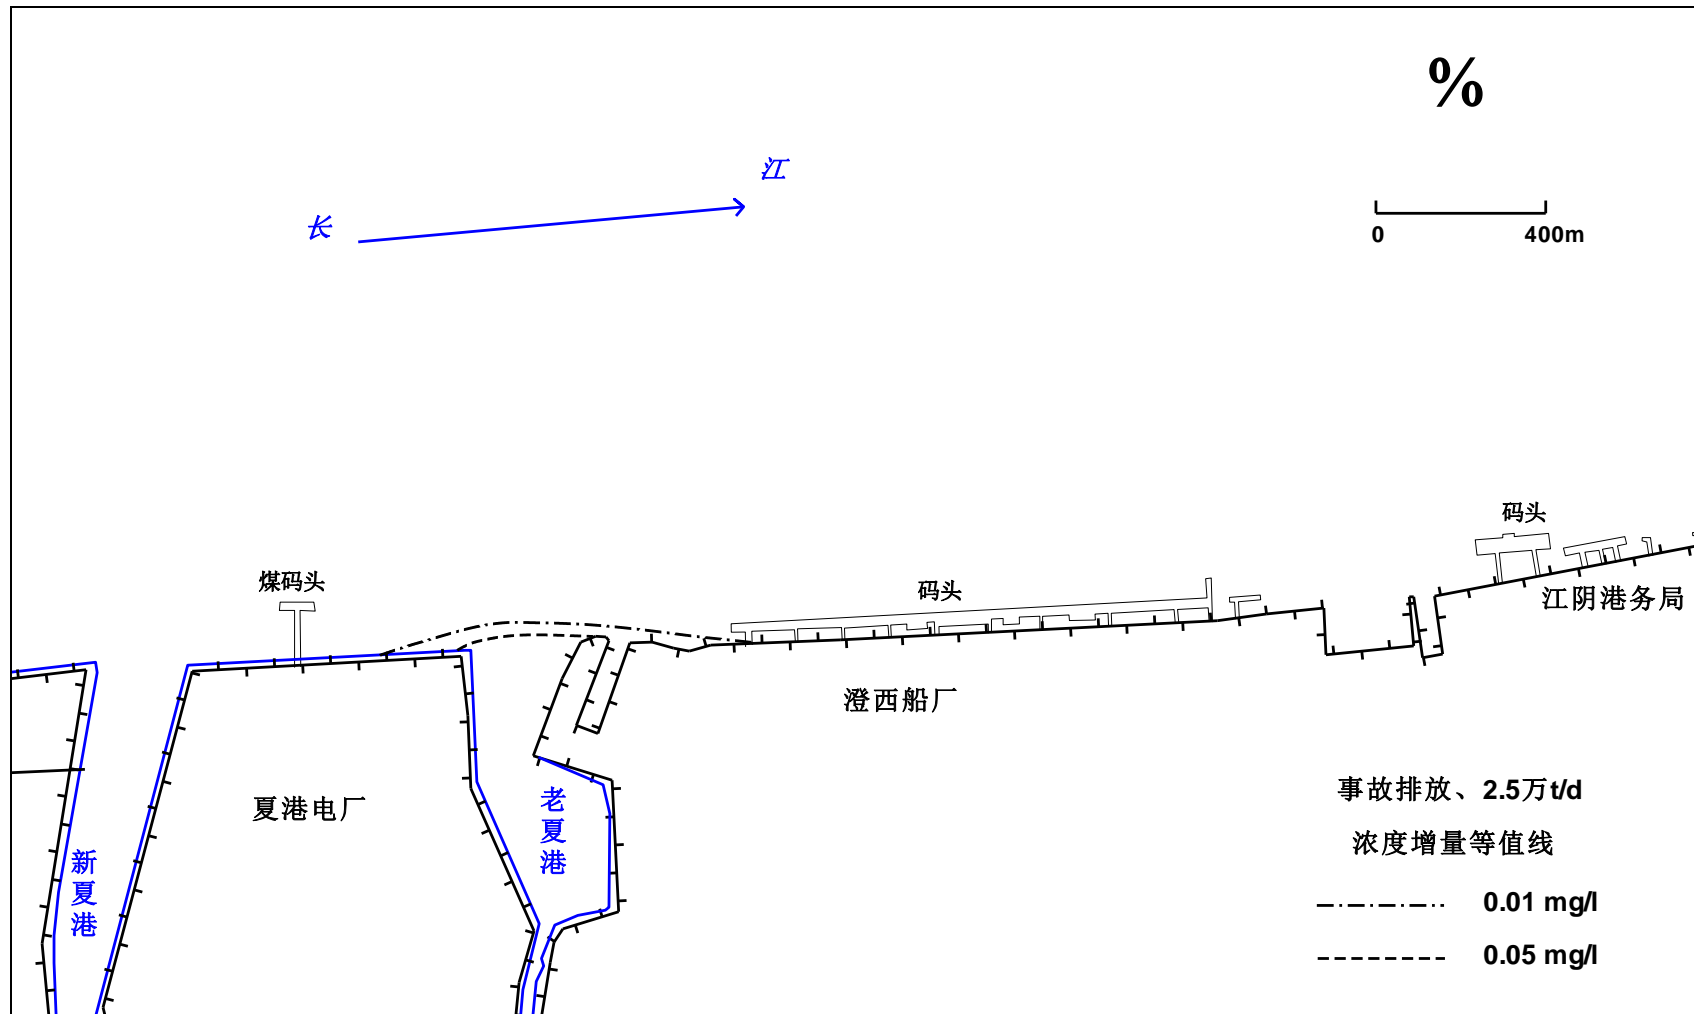 %
江
长
0 400m
码头
煤码头
码头
江阴港务局
澄西船厂
事故排放、2.5万t/d
夏港电厂
老夏港
浓度增量等值线
新夏港
0.01 mg/l
0.05 mg/l